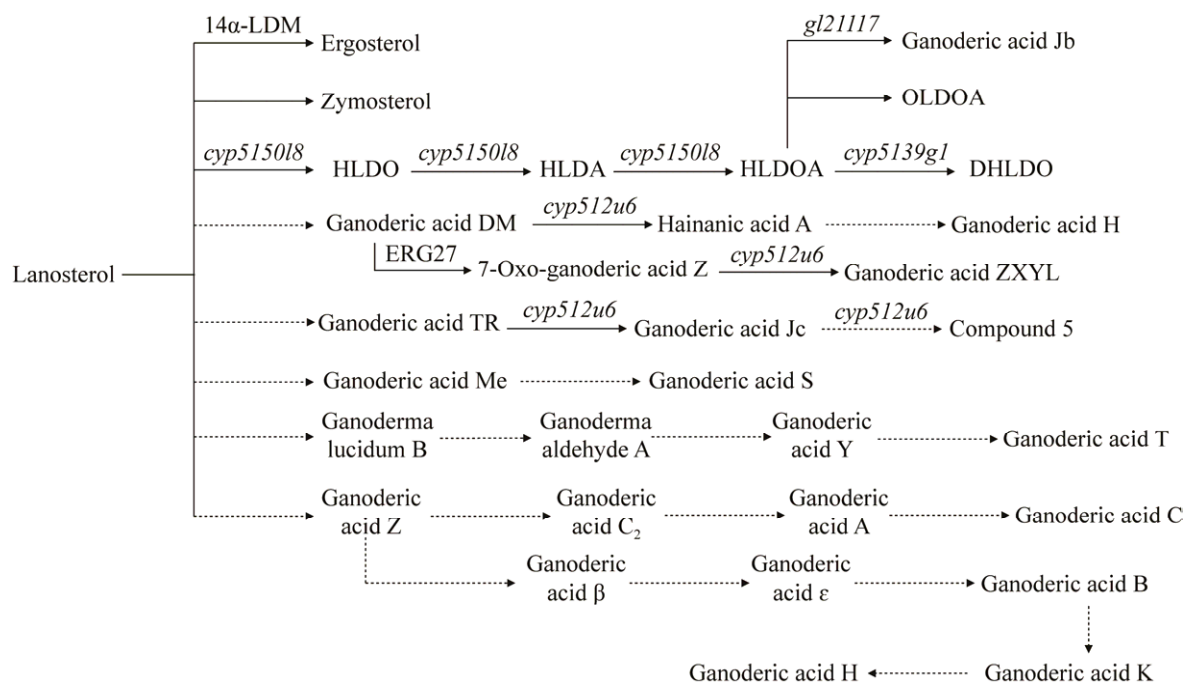 14α-LDM
Ergosterol
gl21117
Ganoderic acid Jb
Zymosterol
OLDOA
cyp5150l8
HLDO
cyp5150l8
HLDA
cyp5150l8
HLDOA
cyp5139g1
DHLDO
Ganoderic acid DM
cyp512u6
Hainanic acid A
Ganoderic acid H
ERG27
7-Oxo-ganoderic acid Z
cyp512u6
Ganoderic acid ZXYL
Lanosterol
Ganoderic acid TR
cyp512u6
Ganoderic acid Jc
cyp512u6
Compound 5
Ganoderic acid Me
Ganoderic acid S
Ganoderma
lucidum B
Ganoderma
aldehyde A
Ganoderic
acid Y
Ganoderic acid T
Ganoderic
acid Z
Ganoderic
acid C₂
Ganoderic
acid A
Ganoderic acid C
Ganoderic
acid β
Ganoderic
acid ε
Ganoderic acid B
Ganoderic acid H
Ganoderic acid K